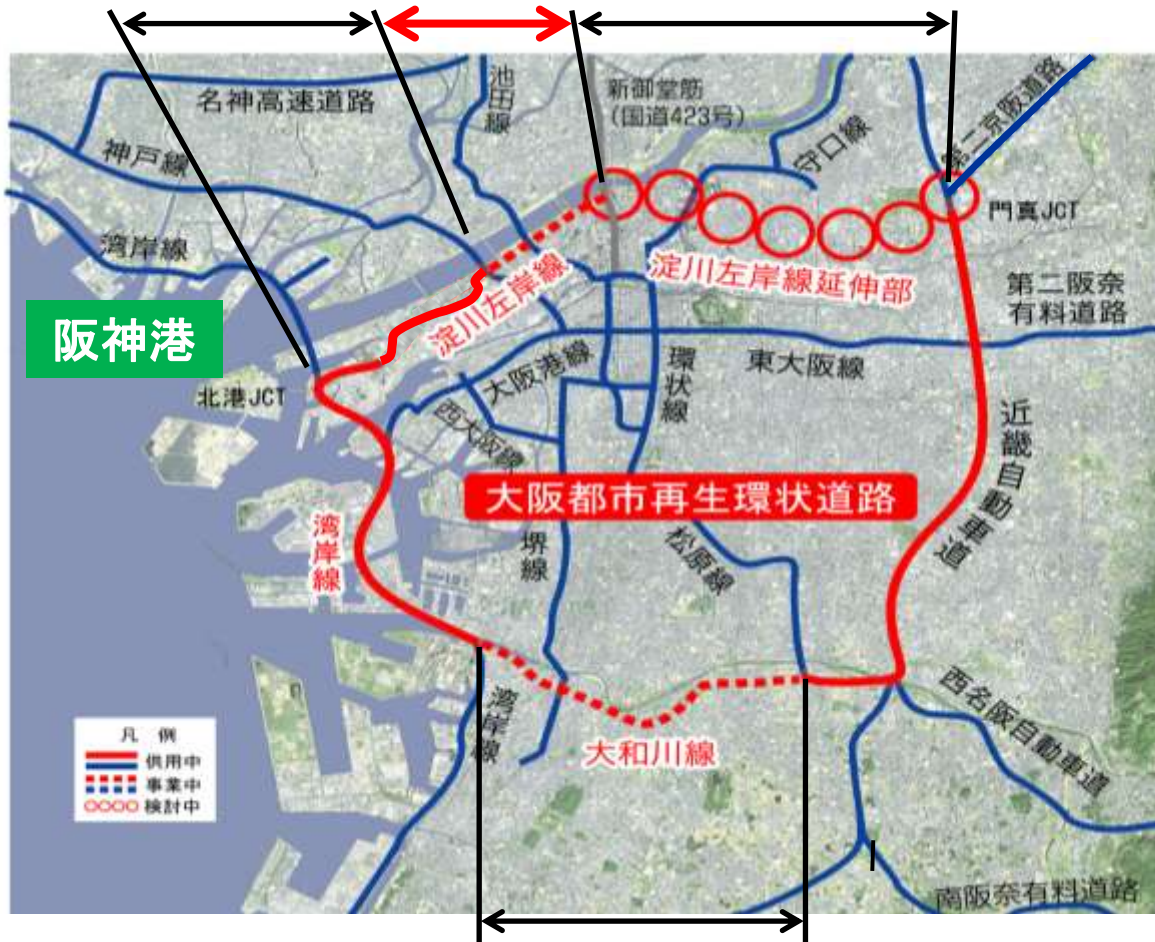 名神高速道路
池田線
新御堂筋
(国道423号)
第二京阪道路
神戸線
守口線
湾岸線
門真JCT
淀川左岸線
淀川左岸線延伸部
第二阪奈
有料道路
阪神港
北港JCT
大阪港線
環状線
東大阪線
西大阪線
近畿自動車道
大阪都市再生環状道路
湾岸線
堺線
松原線
湾岸線
大和川線
西名阪自動車道
凡 例
供用中
事業中
検討中
南阪奈有料道路